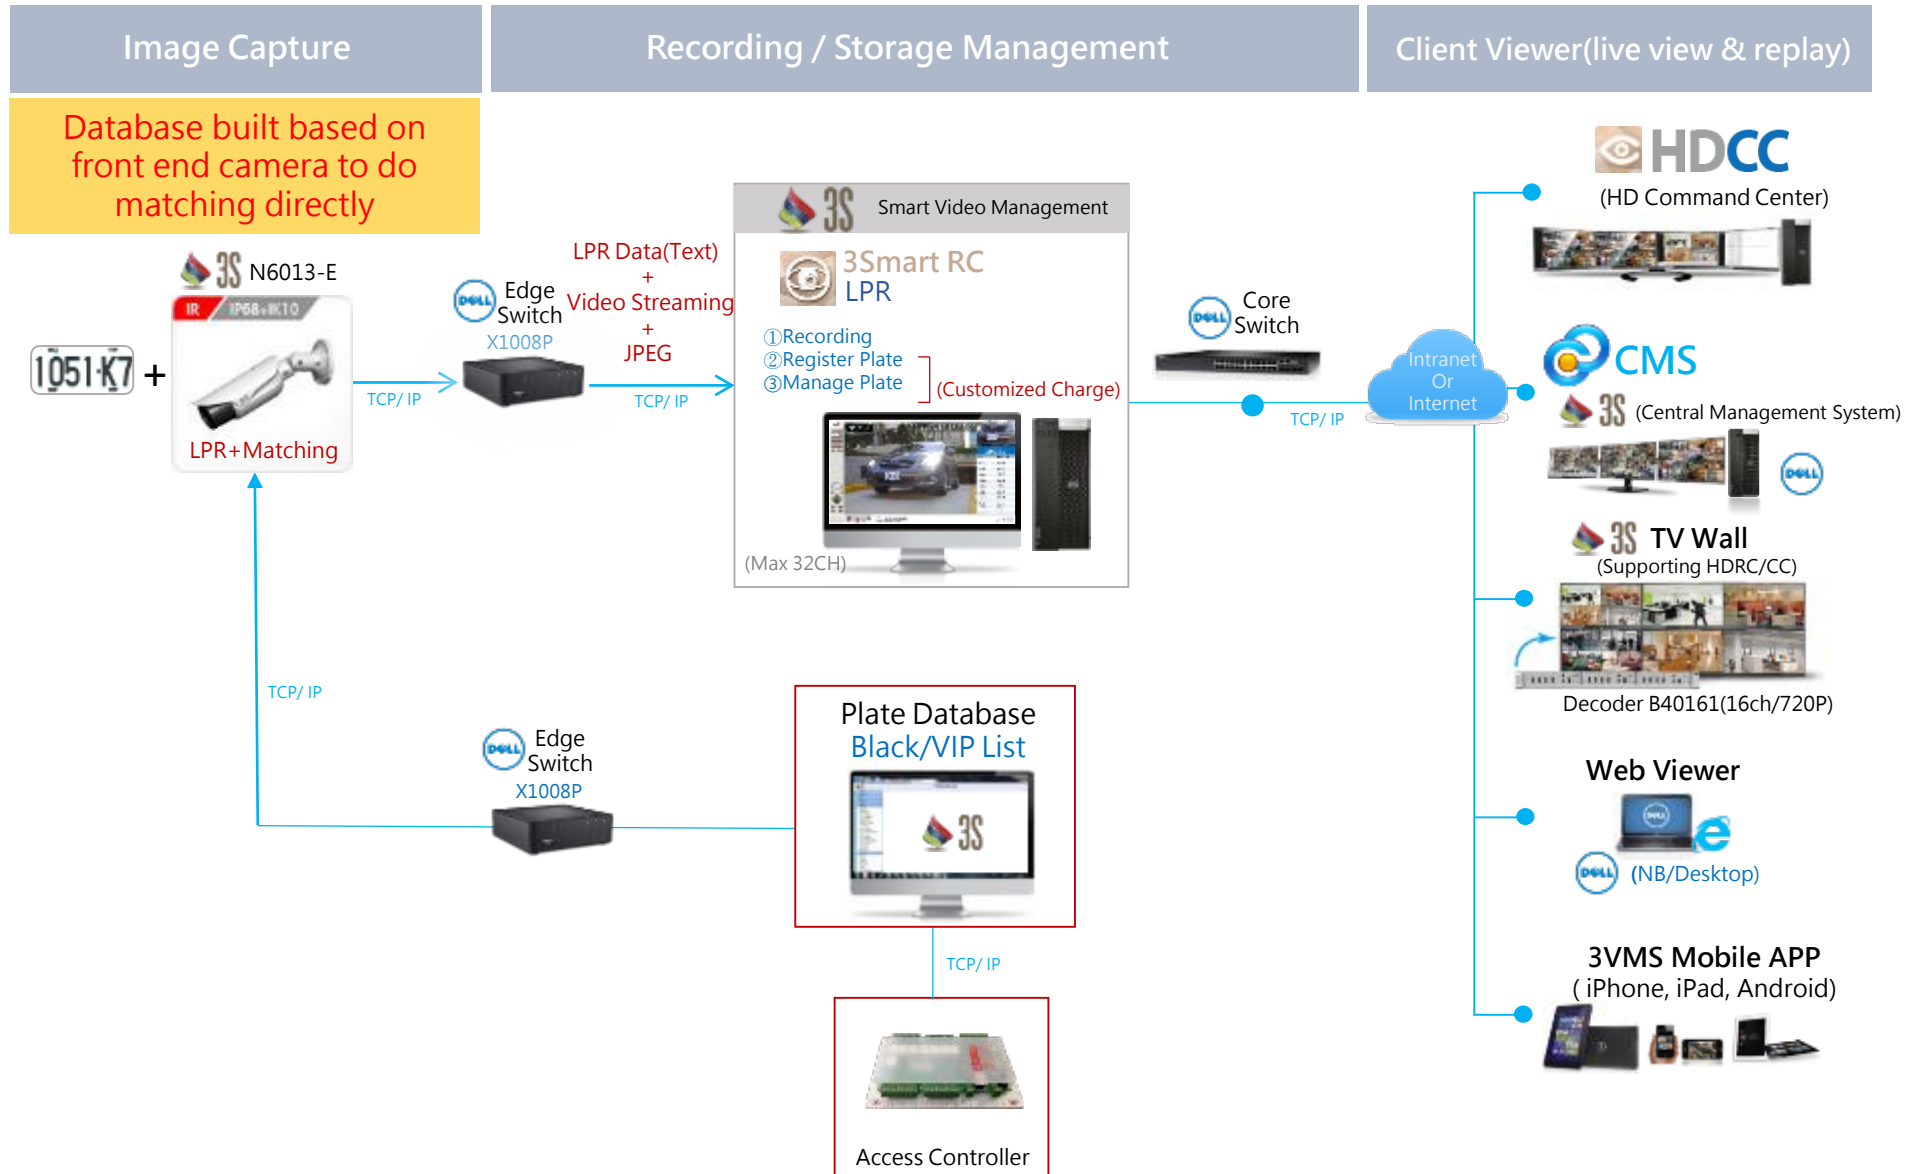 Image Capture
Recording / Storage Management
Client Viewer(live view & replay)
Database built based on
front end camera to do
matching directly
3S N6013-E
IR IP68+IK10
1051·K7 +
LPR+Matching
TCP/ IP
DELL
Edge
Switch
X1008P
LPR Data(Text)
+
Video Streaming
+
JPEG
TCP/ IP
3S Smart Video Management
3Smart RC
LPR
①Recording
②Register Plate
③Manage Plate
(Customized Charge)
(Max 32CH)
DELL
Core
Switch
TCP/ IP
Intranet
Or
Internet
HDCC
(HD Command Center)
CMS
3S (Central Management System)
DELL
3S TV Wall
(Supporting HDRC/CC)
Decoder B40161(16ch/720P)
Web Viewer
DELL
DELL (NB/Desktop)
3VMS Mobile APP
( iPhone, iPad, Android)
TCP/ IP
DELL
Edge
Switch
X1008P
Plate Database
Black/VIP List
3S
TCP/ IP
Access Controller